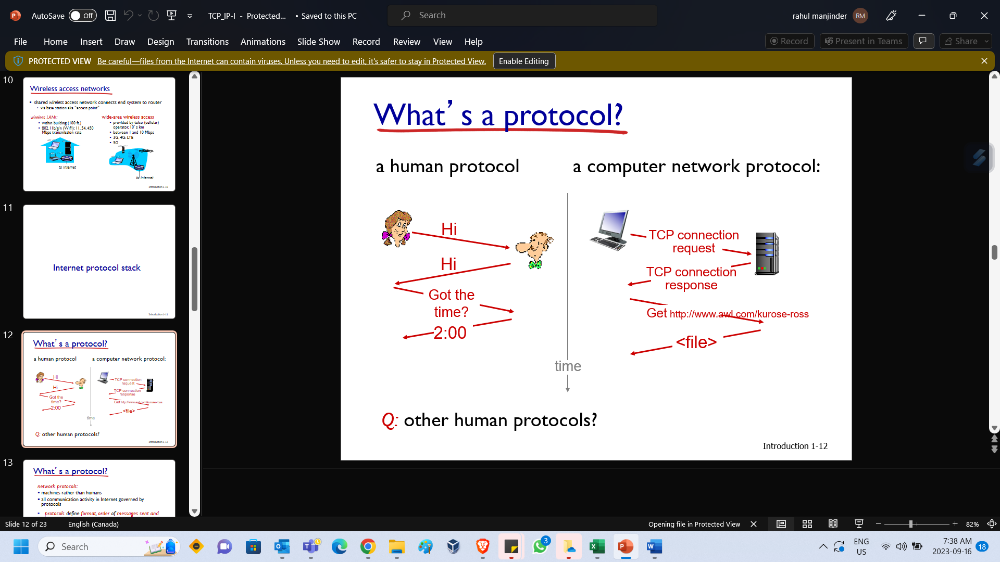 AutoSave Off TCP_IP-I - Protected... • Saved to this PC Search rahul manjinder RM
File Home Insert Draw Design Transitions Animations Slide Show Record Review View Help Record Present in Teams Share
PROTECTED VIEW Be careful—files from the Internet can contain viruses. Unless you need to edit, it's safer to stay in Protected View. Enable Editing
10
Wireless access networks
shared wireless access network connects end system to router
via base station aka "access point"
wireless LANs:
within building (100 ft.)
802.11b/g/n (WiFi): 11, 54, 450
Mbps transmission rate
to Internet
wide-area wireless access
provided by telco (cellular)
operator, 10's km
between 1 and 10 Mbps
3G, 4G: LTE
5G
to Internet
Introduction 1-10
11
Internet protocol stack
Introduction 1-11
12
What's a protocol?
a human protocol
a computer network protocol:
Hi
Hi
Got the
time?
2:00
TCP connection
request
TCP connection
response
Get http://www.awl.com/kurose-ross
<file>
time
Q: other human protocols?
Introduction 1-12
13
What's a protocol?
network protocols:
machines rather than humans
all communication activity in Internet governed by
protocols
protocols define format, order of messages sent and
What's a protocol?
a human protocol
a computer network protocol:
Hi
Hi
Got the
time?
2:00
TCP connection
request
TCP connection
response
Get http://www.awl.com/kurose-ross
<file>
time
Q: other human protocols?
Introduction 1-12
Slide 12 of 23 English (Canada) Opening file in Protected View 82%
Search 3 ENG
US
7:38 AM
2023-09-16
18